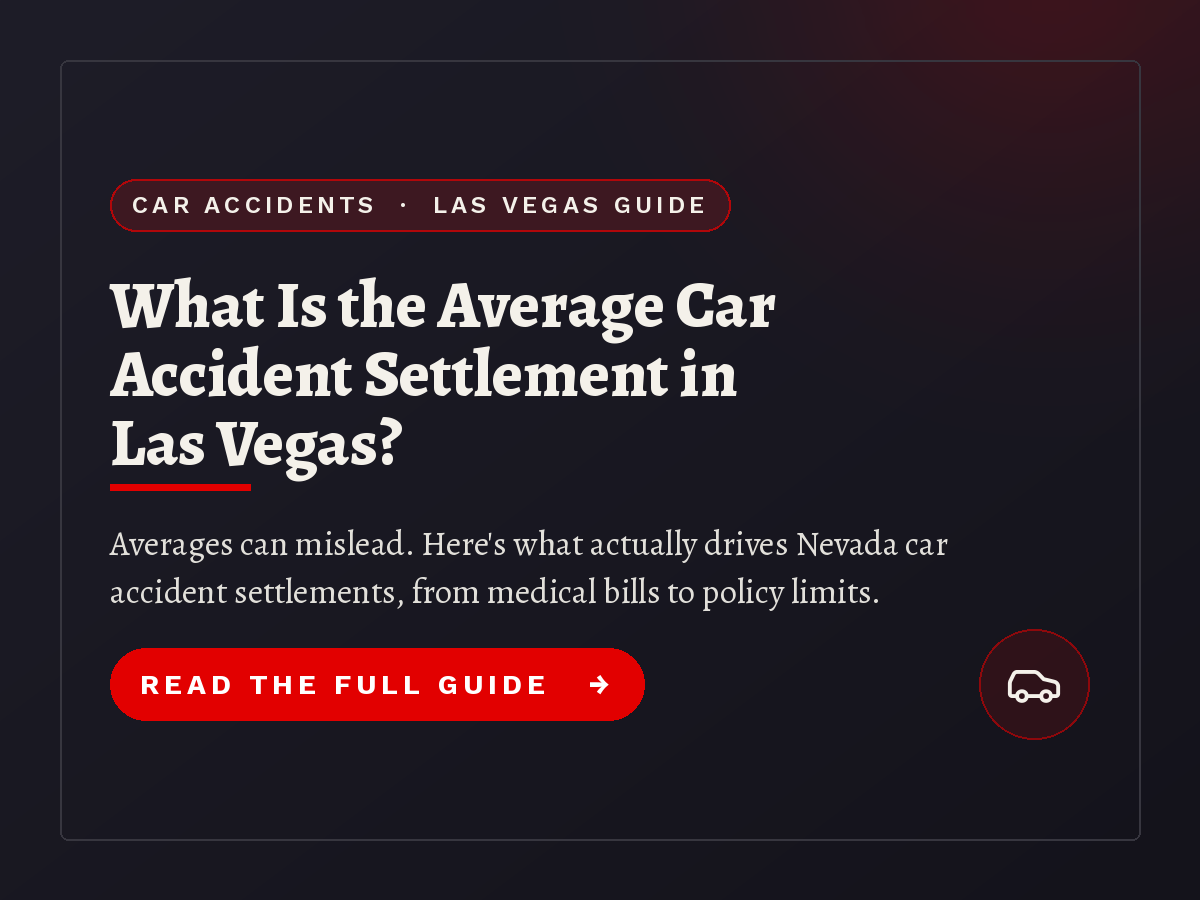 CAR ACCIDENTS · LAS VEGAS GUIDE
What Is the Average Car
Accident Settlement in
Las Vegas?
Averages can mislead. Here's what actually drives Nevada car
accident settlements, from medical bills to policy limits.
READ THE FULL GUIDE →